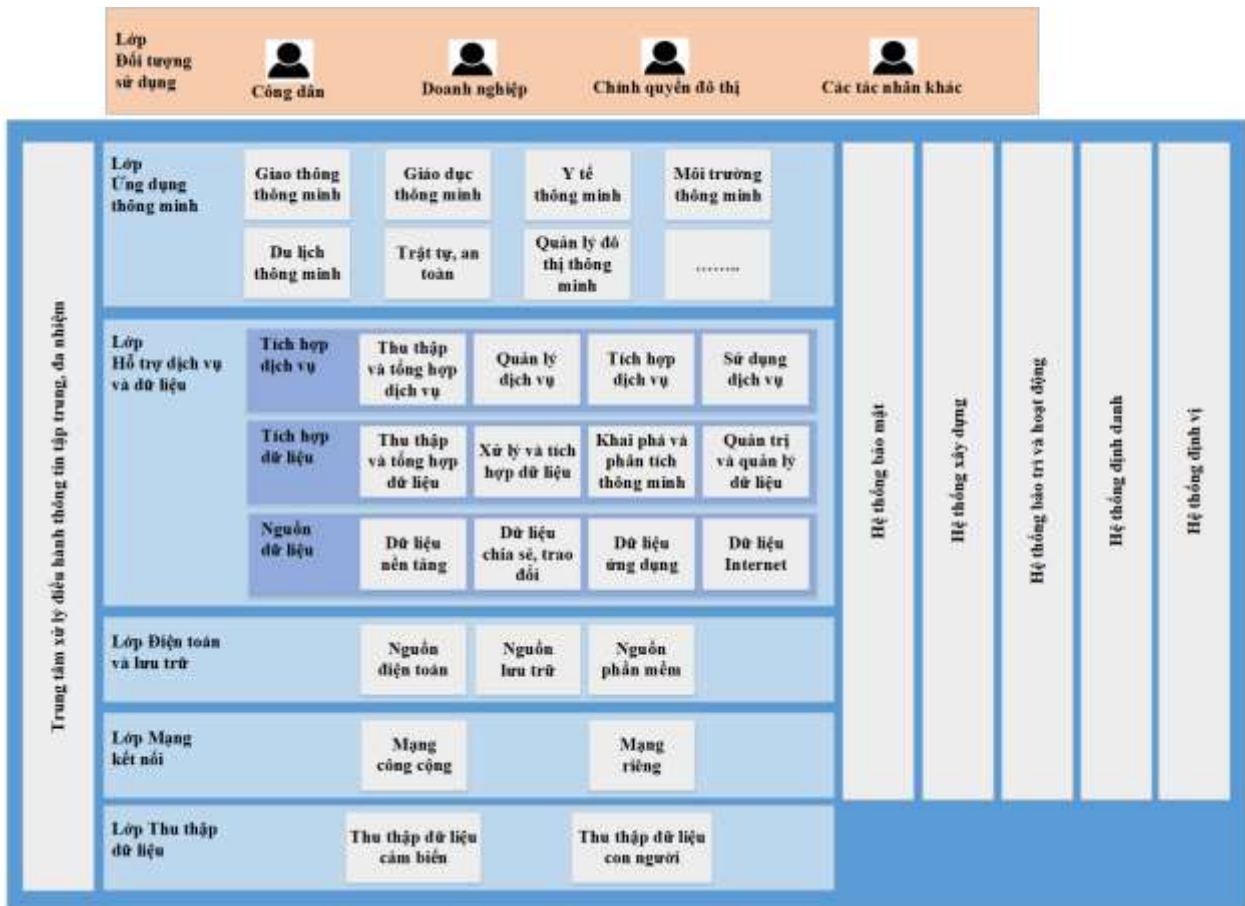 Lớp
Đối tượng
sử dụng
Công dân
Doanh nghiệp
Chính quyền đô thị
Các tác nhân khác
Trung tâm xử lý điều hành thông tin tập trung, đa nhiệm
Lớp
Ứng dụng
thông minh
Giao thông
thông minh
Giáo dục
thông minh
Y tế
thông minh
Môi trường
thông minh
Du lịch
thông minh
Trật tự, an
toàn
Quản lý đô
thị thông
minh
……..
Lớp
Hỗ trợ dịch vụ
và dữ liệu
Tích hợp
dịch vụ
Thu thập
và tổng hợp
dịch vụ
Quản lý
dịch vụ
Tích hợp
dịch vụ
Sử dụng
dịch vụ
Tích hợp
dữ liệu
Thu thập
và tổng hợp
dữ liệu
Xử lý và tích
hợp dữ liệu
Khai phá và
phân tích
thông minh
Quản trị
và quản lý
dữ liệu
Nguồn
dữ liệu
Dữ liệu
nền tảng
Dữ liệu
chia sẻ, trao
đổi
Dữ liệu
ứng dụng
Dữ liệu
Internet
Lớp Điện toán
và lưu trữ
Nguồn
điện toán
Nguồn
lưu trữ
Nguồn
phần mềm
Lớp Mạng
kết nối
Mạng
công cộng
Mạng
riêng
Lớp Thu thập
dữ liệu
Thu thập dữ liệu
cảm biến
Thu thập dữ liệu
con người
Hệ thống bảo mật
Hệ thống xây dựng
Hệ thống bảo trì và hoạt động
Hệ thống định danh
Hệ thống định vị